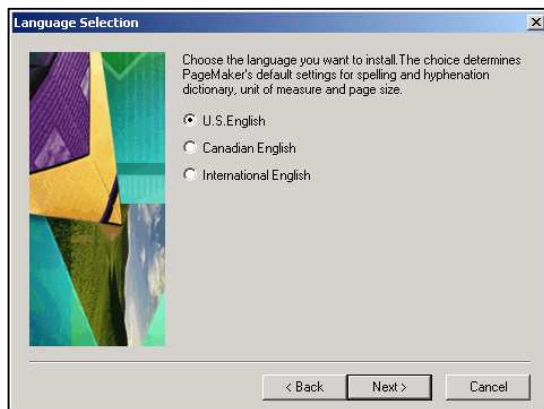 Language Selection
Choose the language you want to install.The choice determines
PageMaker's default settings for spelling and hyphenation
dictionary, unit of measure and page size.
U.S.English
Canadian English
International English
< Back
Next >
Cancel